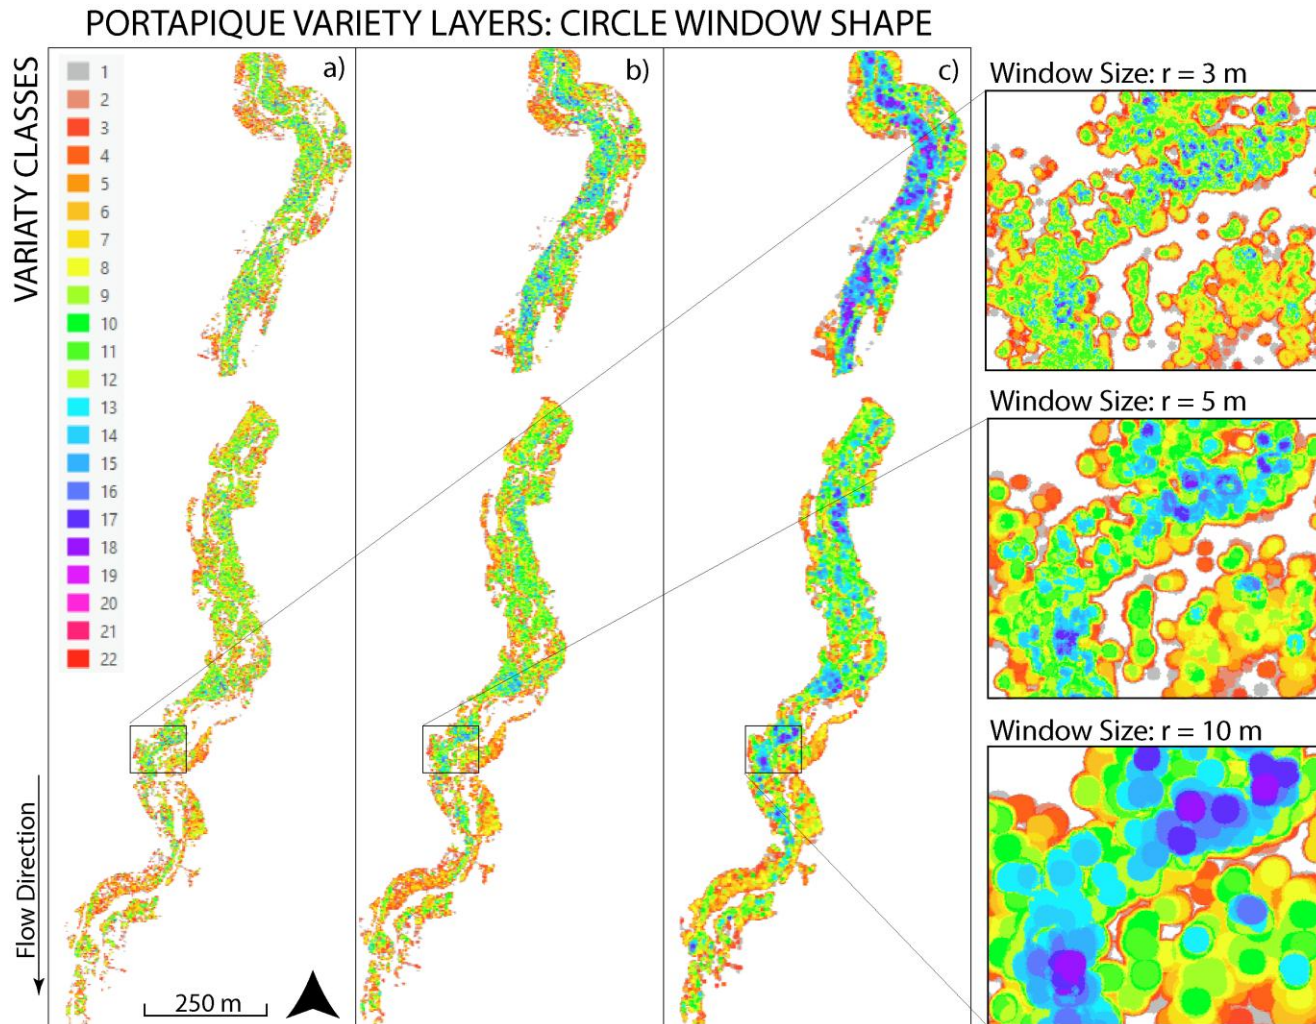 PORTAPIQUE VARIETY LAYERS: CIRCLE WINDOW SHAPE
VARIATY CLASSES
1
2
3
4
5
6
7
8
9
10
11
12
13
14
15
16
17
18
19
20
21
22
a)
b)
c)
Window Size: r = 3 m
Window Size: r = 5 m
Window Size: r = 10 m
Flow Direction
250 m